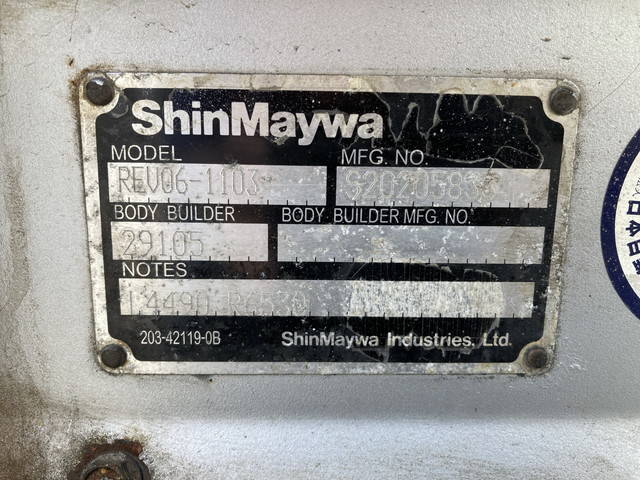 ShinMaywa
MODEL MFG. NO.
REV06-1103
BODY BUILDER BODY BUILDER MFG. NO.
29105
NOTES
203-42119-0B ShinMaywa Industries, Ltd.